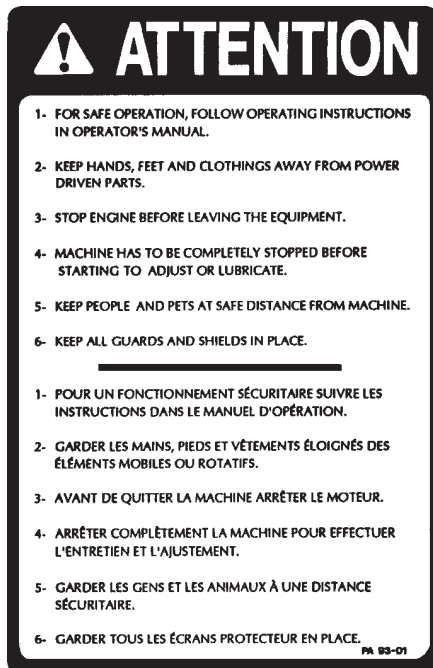 ATTENTION
1- FOR SAFE OPERATION, FOLLOW OPERATING INSTRUCTIONS
IN OPERATOR'S MANUAL.
2- KEEP HANDS, FEET AND CLOTHINGS AWAY FROM POWER
DRIVEN PARTS.
3- STOP ENGINE BEFORE LEAVING THE EQUIPMENT.
4- MACHINE HAS TO BE COMPLETELY STOPPED BEFORE
STARTING TO ADJUST OR LUBRICATE.
5- KEEP PEOPLE AND PETS AT SAFE DISTANCE FROM MACHINE.
6- KEEP ALL GUARDS AND SHIELDS IN PLACE.
1- POUR UN FONCTIONNEMENT SÉCURITAIRE SUIVRE LES
INSTRUCTIONS DANS LE MANUEL D'OPÉRATION.
2- GARDER LES MAINS, PIEDS ET VÊTEMENTS ÉLOIGNÉS DES
ÉLÉMENTS MOBILES OU ROTATIFS.
3- AVANT DE QUITTER LA MACHINE ARRÊTER LE MOTEUR.
4- ARRÊTER COMPLÈTEMENT LA MACHINE POUR EFFECTUER
L'ENTRETIEN ET L'AJUSTEMENT.
5- GARDER LES GENS ET LES ANIMAUX À UNE DISTANCE
SÉCURITAIRE.
6- GARDER TOUS LES ÉCRANS PROTECTEUR EN PLACE.
PA 93-01